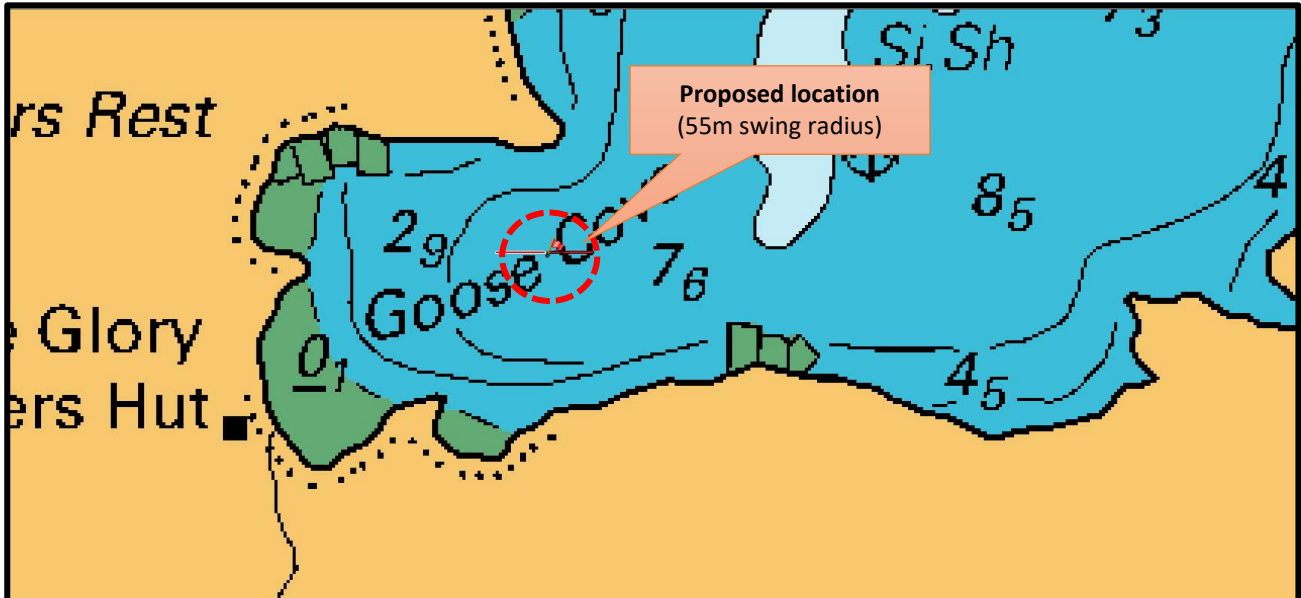 7₃
Si.Sh
Proposed location
(55m swing radius)
rs Rest
4
8₅
2₉
Goose
7₆
Glory
0₁
ers Hut
4₅